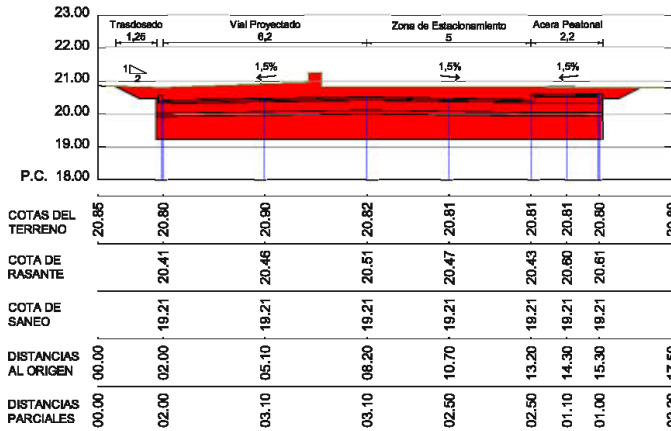 23.00
Trasdosado Vial Proyectado Zona de Estacionamiento Acera Peatonal
1,25 6,2 5 2,2
22.00
1 2 1,5% 1,5% 1,5%
21.00
20.00
19.00
P.C. 18.00
COTAS DEL TERRENO 20.85 20.80 20.90 20.82 20.81 20.81 20.81 20.80
COTA DE RASANTE 20.41 20.46 20.51 20.47 20.43 20.60 20.61
COTA DE SANEO 19.21 19.21 19.21 19.21 19.21 19.21 19.21
DISTANCIAS AL ORIGEN 00.00 02.00 05.10 08.20 10.70 13.20 14.30 15.30
DISTANCIAS PARCIALES 00.00 02.00 03.10 03.10 02.50 02.50 01.10 01.00